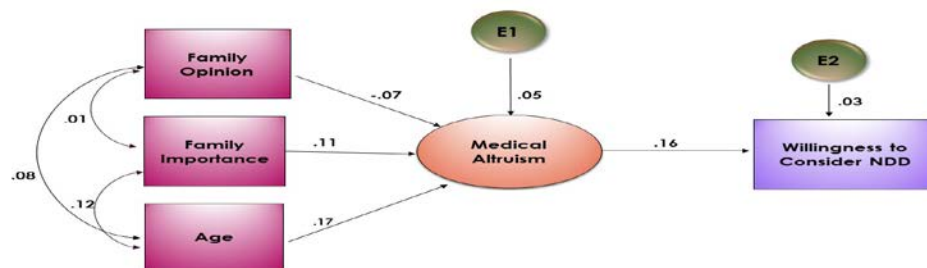 E1
Family
Opinion
E2
-.07
.05
.03
.01
Family
Importance
.11
Medical
Altruism
.16
Willingness to
Consider NDD
.08
.12
Age
.17